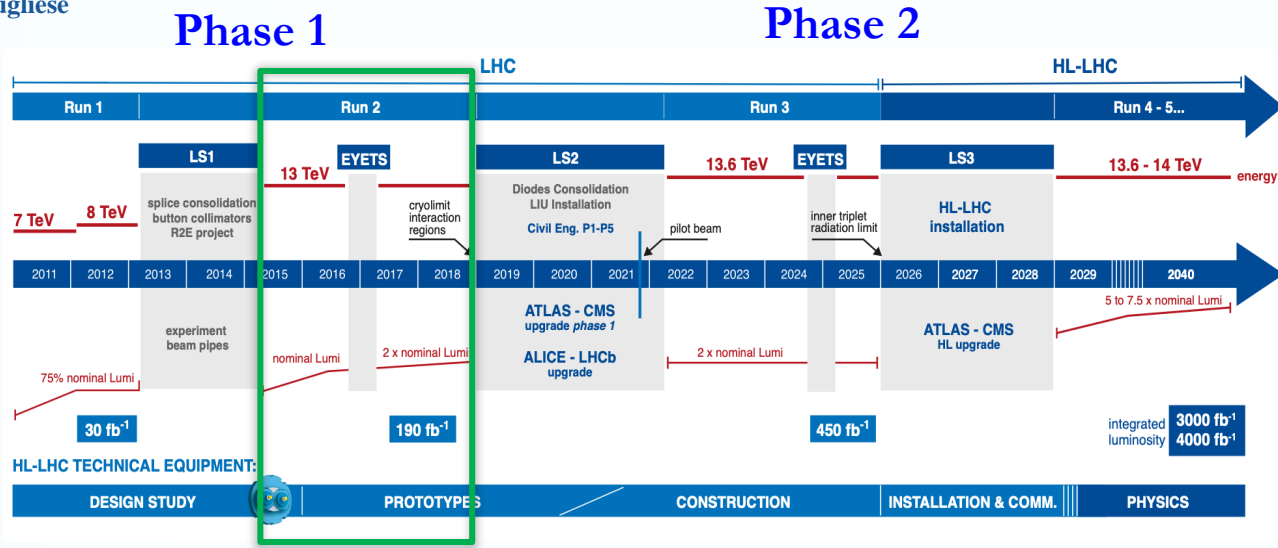 igliese
Phase 1
Phase 2
LHC
HL-LHC
Run 1
Run 2
Run 3
Run 4 - 5...
LS1
EYETS
LS2
EYETS
LS3
13 TeV
13.6 TeV
13.6 - 14 TeV
energy
7 TeV
8 TeV
splice consolidation
button collimators
R2E project
cryolimit
interaction
regions
Diodes Consolidation
LIU Installation
Civil Eng. P1-P5
pilot beam
inner triplet
radiation limit
HL-LHC
installation
2011 2012 2013 2014 2015 2016 2017 2018 2019 2020 2021 2022 2023 2024 2025 2026 2027 2028 2029 2040
experiment
beam pipes
ATLAS - CMS
upgrade phase 1
ALICE - LHCb
upgrade
ATLAS - CMS
HL upgrade
5 to 7.5 x nominal Lumi
75% nominal Lumi
nominal Lumi
2 x nominal Lumi
2 x nominal Lumi
30 fb-1
190 fb-1
450 fb-1
integrated
luminosity
3000 fb-1
4000 fb-1
HL-LHC TECHNICAL EQUIPMENT:
DESIGN STUDY
PROTOTYPES
CONSTRUCTION
INSTALLATION & COMM.
PHYSICS